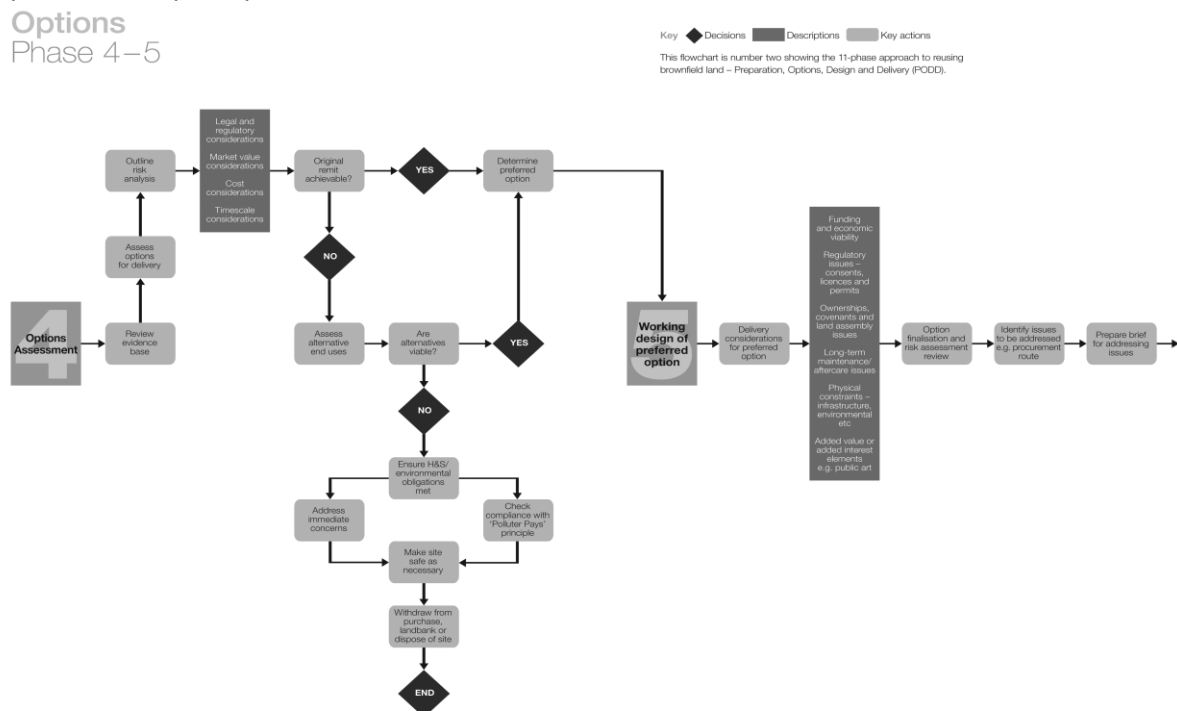 Options
Phase 4–5
Key
Decisions
Descriptions
Key actions
This flowchart is number two showing the 11-phase approach to reusing
brownfield land – Preparation, Options, Design and Delivery (PODD).
4
Options
Assessment
Review
evidence
base
Assess
options
for delivery
Outline
risk
analysis
Legal and
regulatory
considerations
Market value
considerations
Cost
considerations
Timescale
considerations
Original
remit
achievable?
YES
Determine
preferred
option
NO
Assess
alternative
end uses
Are
alternatives
viable?
YES
NO
Ensure H&S/
environmental
obligations
met
Address
immediate
concerns
Check
compliance with
'Polluter Pays'
principle
Make site
safe as
necessary
Withdraw from
purchase,
landbank or
dispose of site
END
5
Working
design of
preferred
option
Delivery
considerations
for preferred
option
Funding
and economic
viability
Regulatory
issues –
consents,
licences and
permits
Ownerships,
covenants and
land assembly
issues
Long-term
maintenance/
aftercare issues
Physical
constraints –
infrastructure,
environmental
etc
Added value or
added interest
elements
e.g. public art
Option
finalisation and
risk assessment
review
Identify issues
to be addressed
e.g. procurement
route
Prepare brief
for addressing
issues